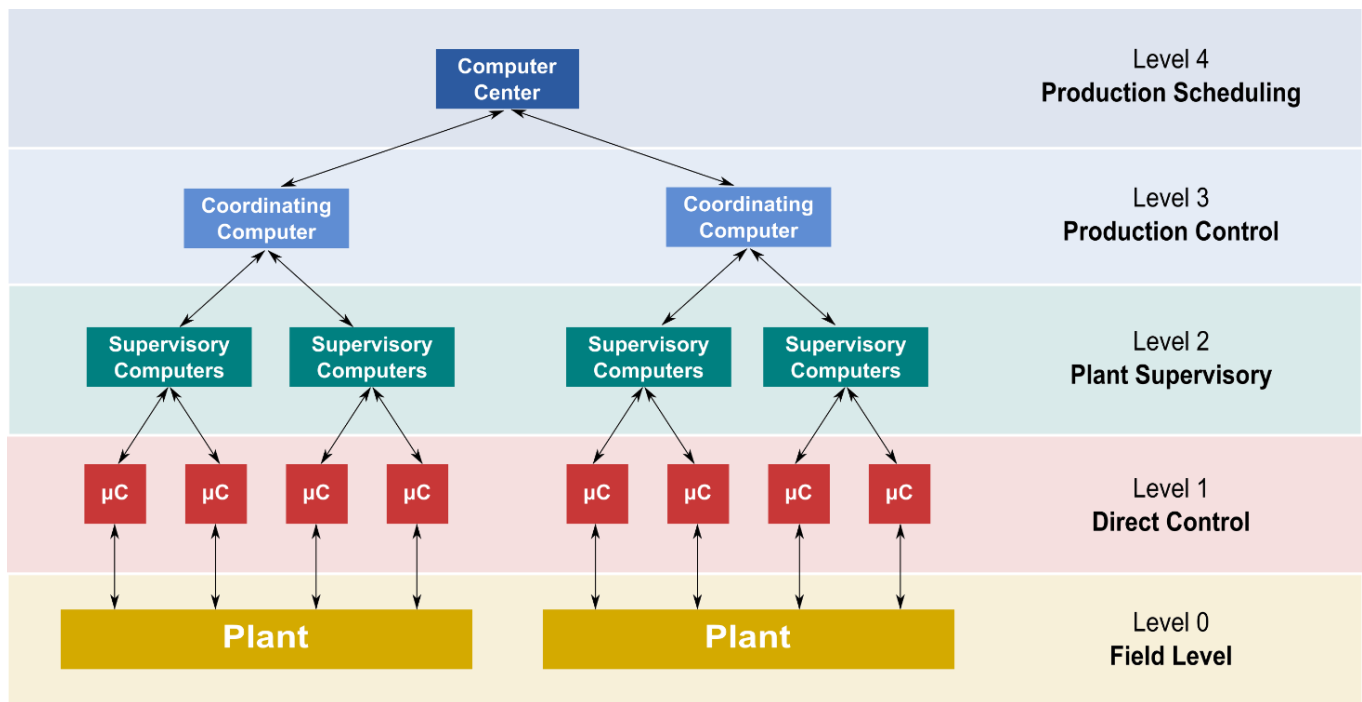 Computer
Center
Level 4
Production Scheduling
Coordinating
Computer
Coordinating
Computer
Level 3
Production Control
Supervisory
Computers
Supervisory
Computers
Supervisory
Computers
Supervisory
Computers
Level 2
Plant Supervisory
µC
µC
µC
µC
µC
µC
µC
µC
Level 1
Direct Control
Plant
Plant
Level 0
Field Level